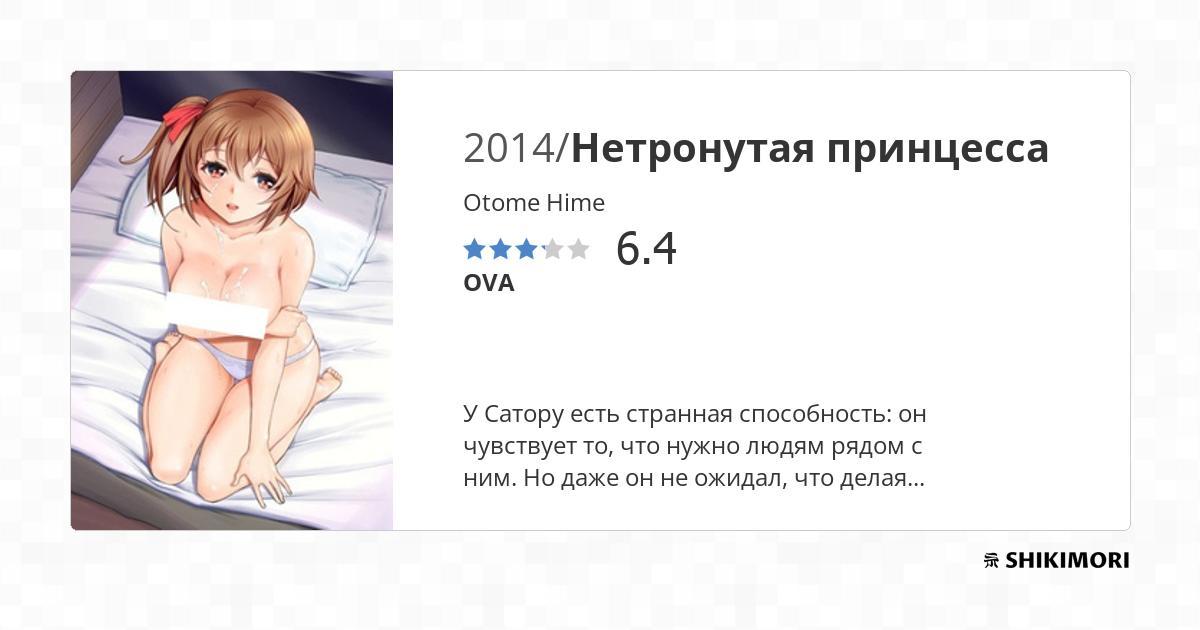 2014/Нетронутая принцесса
Otome Hime
6.4
OVA
У Сатору есть странная способность: он
чувствует то, что нужно людям рядом с
ним. Но даже он не ожидал, что делая...
SHIKIMORI